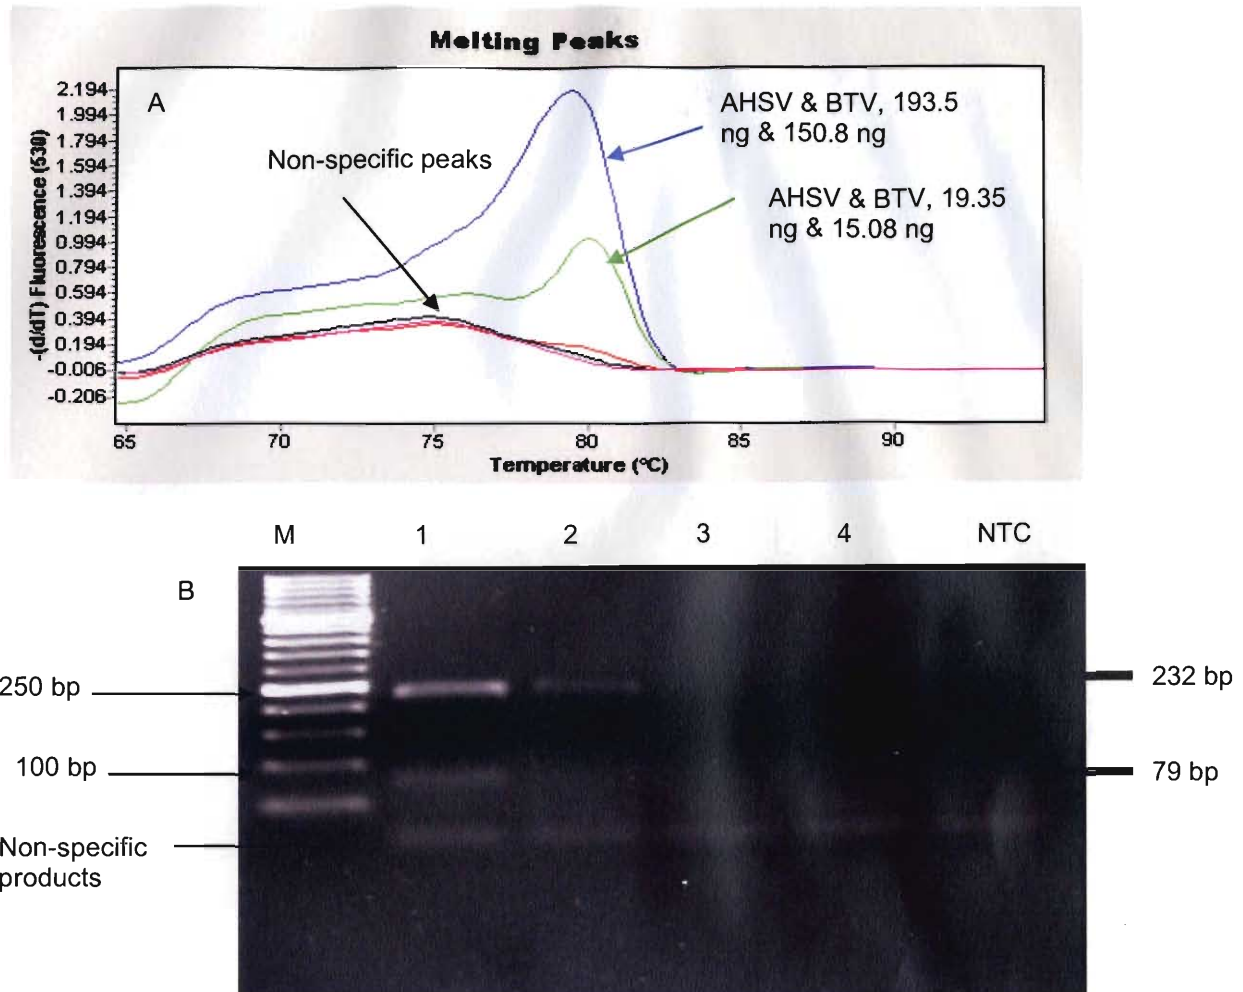 Melting Peaks
A
2.194
1.994
1.794
1.594
1.394
1.194
0.994
0.794
0.594
0.394
0.194
-0.006
-0.206
-(d/dT) Fluorescence (530)
Non-specific peaks
AHSV & BTV, 193.5
ng & 150.8 ng
AHSV & BTV, 19.35
ng & 15.08 ng
65 70 75 80 85 90
Temperature (°C)
M 1 2 3 4 NTC
B
250 bp
232 bp
100 bp
79 bp
Non-specific
products